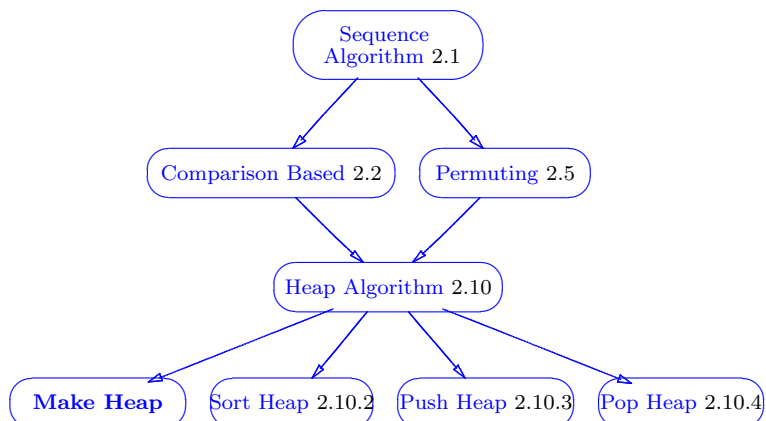 Sequence
Algorithm 2.1
Comparison Based 2.2
Permuting 2.5
Heap Algorithm 2.10
Make Heap
Sort Heap 2.10.2
Push Heap 2.10.3
Pop Heap 2.10.4